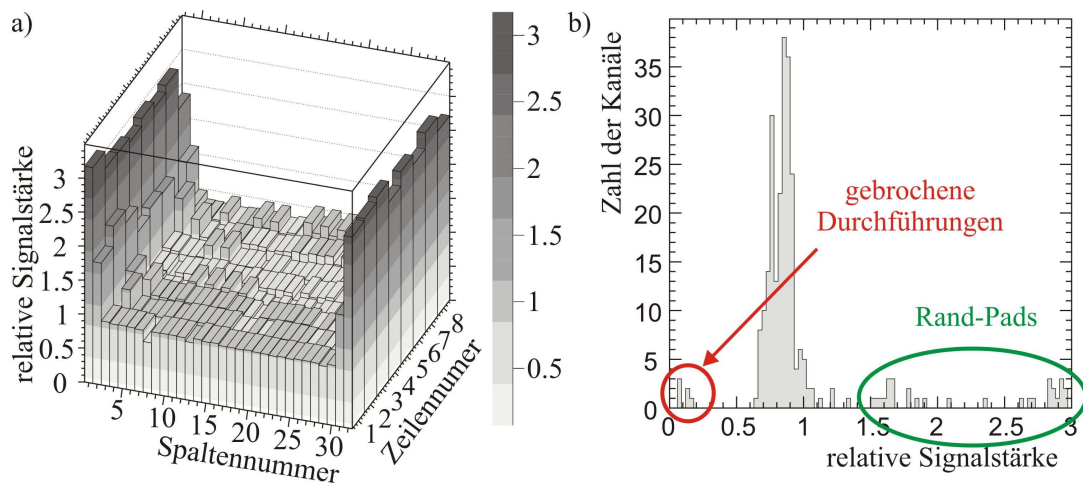 a)
relative Signalstärke
3
2.5
2
1.5
1
0.5
0
5
10
15
20
25
30
Spaltennummer
1 2 3 4 5 6 7 8
Zeilennumer
3
2.5
2
1.5
1
0.5
b)
Zahl der Kanäle
35
30
25
20
15
10
5
0
gebrochene
Durchführungen
Rand-Pads
0 0.5 1 1.5 2 2.5 3
relative Signalstärke